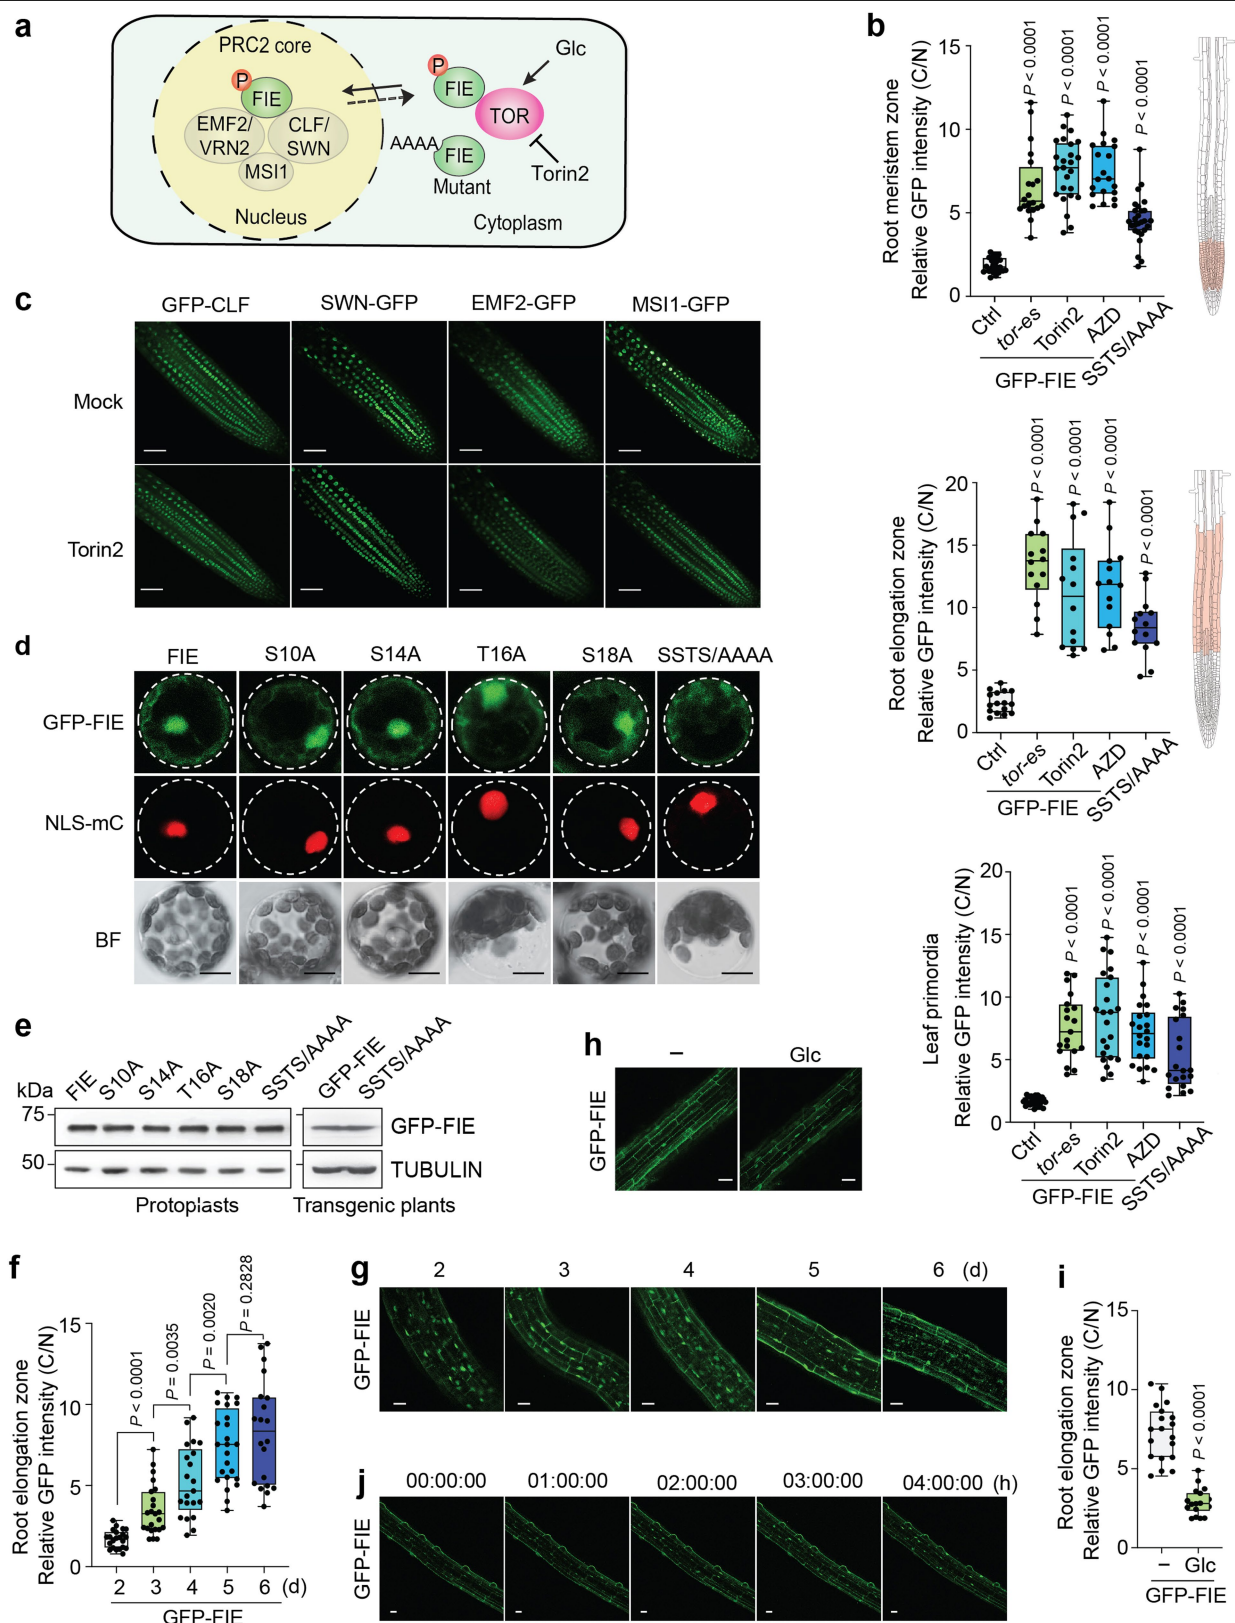 a
PRC2 core
P
FIE
EMF2/
VRN2
CLF/
SWN
MSI1
Nucleus
Glc
P
FIE
TOR
AAAA
FIE
Mutant
Torin2
Cytoplasm
b
Root meristem zone
Relative GFP intensity (C/N)
15
10
5
0
P < 0.0001
P < 0.0001
P < 0.0001
P < 0.0001
Ctrl
tor-es
Torin2
AZD
SSTS/AAAA
GFP-FIE
Root elongation zone
Relative GFP intensity (C/N)
20
15
10
5
0
P < 0.0001
P < 0.0001
P < 0.0001
P < 0.0001
Ctrl
tor-es
Torin2
AZD
SSTS/AAAA
GFP-FIE
Leaf primordia
Relative GFP intensity (C/N)
20
15
10
5
0
P < 0.0001
P < 0.0001
P < 0.0001
P < 0.0001
Ctrl
tor-es
Torin2
AZD
SSTS/AAAA
GFP-FIE
c
GFP-CLF SWN-GFP EMF2-GFP MSI1-GFP
Mock
Torin2
d
FIE S10A S14A T16A S18A SSTS/AAAA
GFP-FIE
NLS-mC
BF
e
kDa FIE S10A S14A T16A S18A SSTS/AAAA GFP-FIE SSTS/AAAA
75
GFP-FIE
50
TUBULIN
Protoplasts Transgenic plants
h
– Glc
GFP-FIE
f
Root elongation zone
Relative GFP intensity (C/N)
15
10
5
0
P < 0.0001
P = 0.0035
P = 0.0020
P = 0.2828
2 3 4 5 6 (d)
GFP-FIE
g
2 3 4 5 6 (d)
GFP-FIE
j
00:00:00 01:00:00 02:00:00 03:00:00 04:00:00 (h)
GFP-FIE
i
Root elongation zone
Relative GFP intensity (C/N)
15
10
5
0
P < 0.0001
– Glc
GFP-FIE